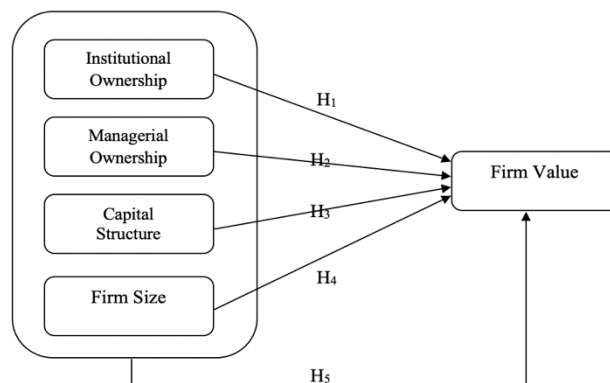 Institutional
Ownership
H₁
Managerial
Ownership
H₂
Firm Value
Capital
Structure
H₃
Firm Size
H₄
H₅